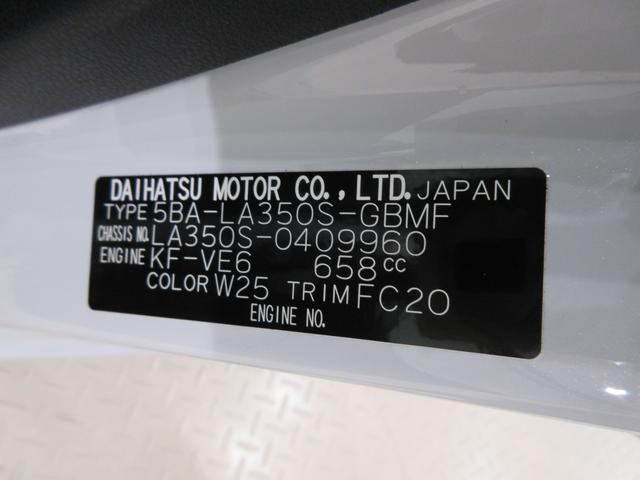 DAIHATSU MOTOR CO., LTD. JAPAN
TYPE 5BA-LA350S-GBMF
CHASSIS NO. LA350S-0409960
ENGINE KF-VE6 658cc
COLOR W25 TRIM FC20
ENGINE NO.